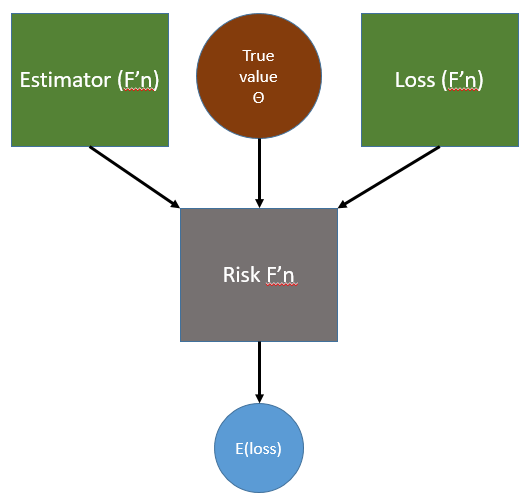 Estimator (F’n)
True
value
Θ
Loss (F’n)
Risk F’n
E(loss)